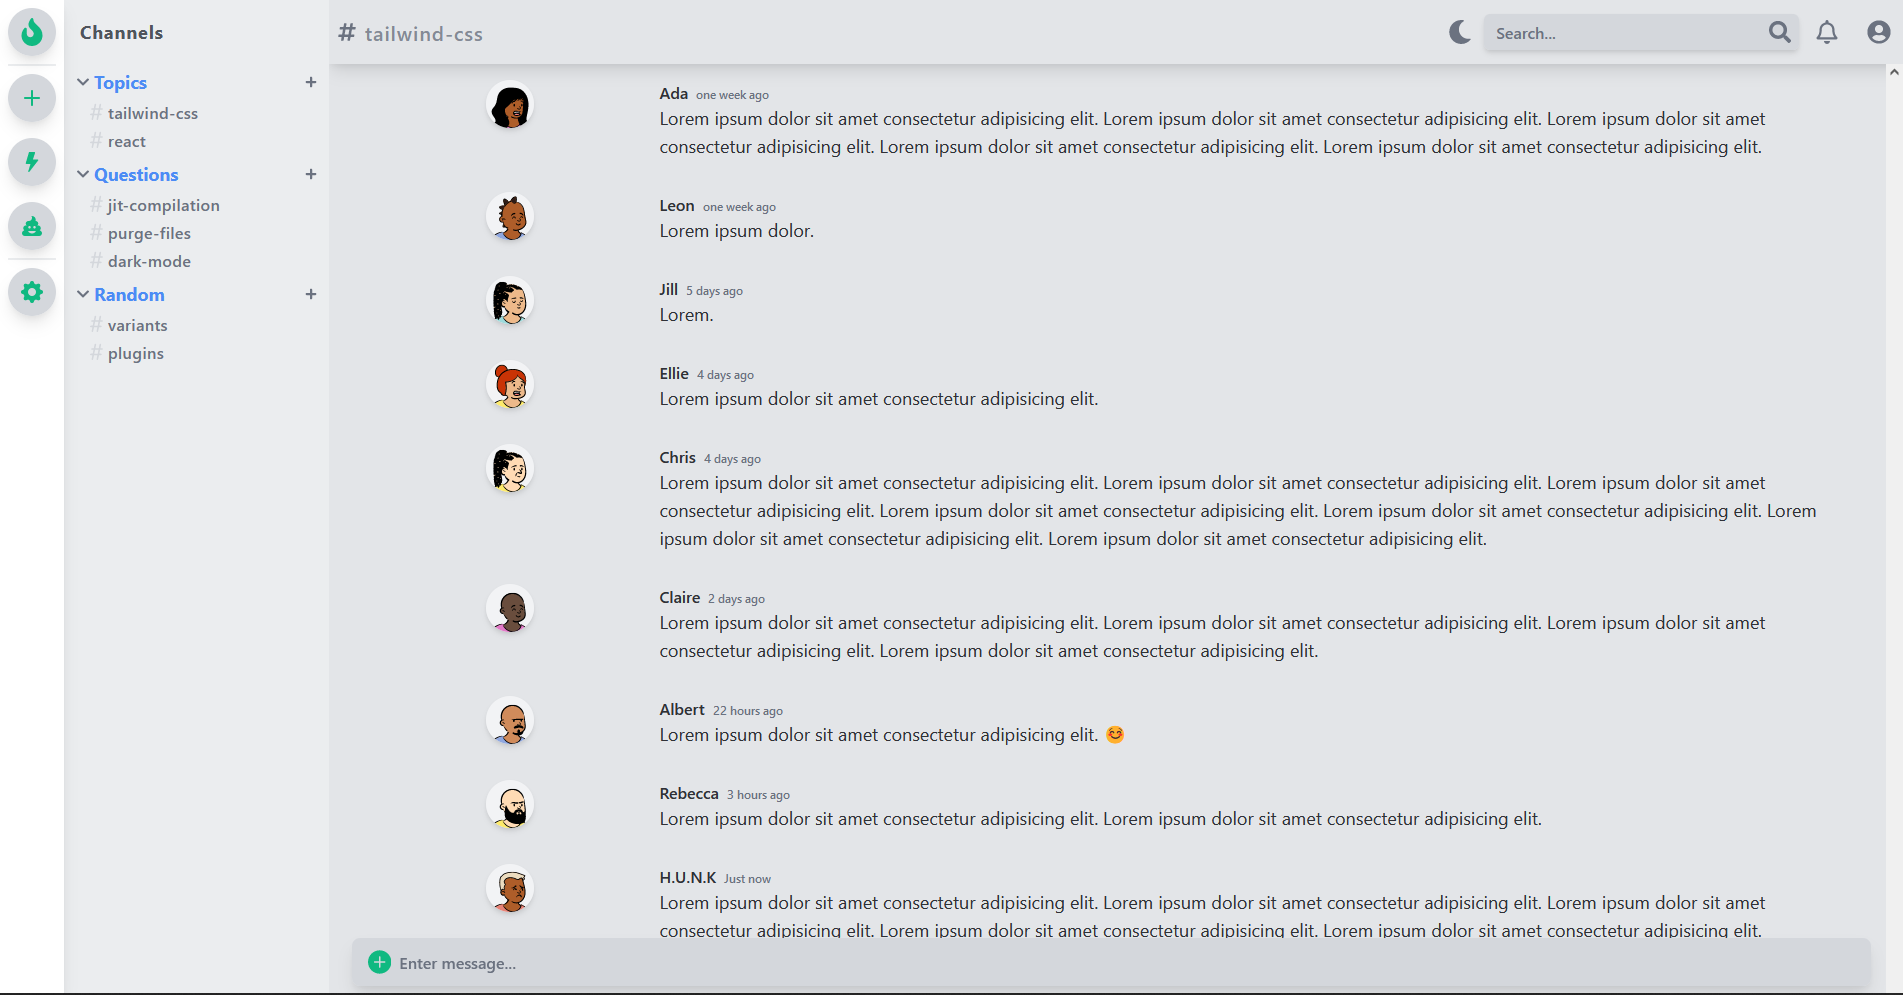 Channels
Topics
# tailwind-css
# react
Questions
# jit-compilation
# purge-files
# dark-mode
Random
# variants
# plugins
# tailwind-css
Search...
Ada one week ago
Lorem ipsum dolor sit amet consectetur adipisicing elit. Lorem ipsum dolor sit amet consectetur adipisicing elit. Lorem ipsum dolor sit amet
consectetur adipisicing elit. Lorem ipsum dolor sit amet consectetur adipisicing elit. Lorem ipsum dolor sit amet consectetur adipisicing elit.
Leon one week ago
Lorem ipsum dolor.
Jill 5 days ago
Lorem.
Ellie 4 days ago
Lorem ipsum dolor sit amet consectetur adipisicing elit.
Chris 4 days ago
Lorem ipsum dolor sit amet consectetur adipisicing elit. Lorem ipsum dolor sit amet consectetur adipisicing elit. Lorem ipsum dolor sit amet
consectetur adipisicing elit. Lorem ipsum dolor sit amet consectetur adipisicing elit. Lorem ipsum dolor sit amet consectetur adipisicing elit. Lorem
ipsum dolor sit amet consectetur adipisicing elit. Lorem ipsum dolor sit amet consectetur adipisicing elit.
Claire 2 days ago
Lorem ipsum dolor sit amet consectetur adipisicing elit. Lorem ipsum dolor sit amet consectetur adipisicing elit. Lorem ipsum dolor sit amet
consectetur adipisicing elit. Lorem ipsum dolor sit amet consectetur adipisicing elit.
Albert 22 hours ago
Lorem ipsum dolor sit amet consectetur adipisicing elit. 😊
Rebecca 3 hours ago
Lorem ipsum dolor sit amet consectetur adipisicing elit. Lorem ipsum dolor sit amet consectetur adipisicing elit.
H.U.N.K Just now
Lorem ipsum dolor sit amet consectetur adipisicing elit. Lorem ipsum dolor sit amet consectetur adipisicing elit. Lorem ipsum dolor sit amet
consectetur adipisicing elit. Lorem ipsum dolor sit amet consectetur adipisicing elit. Lorem ipsum dolor sit amet consectetur adipisicing elit.
Enter message...